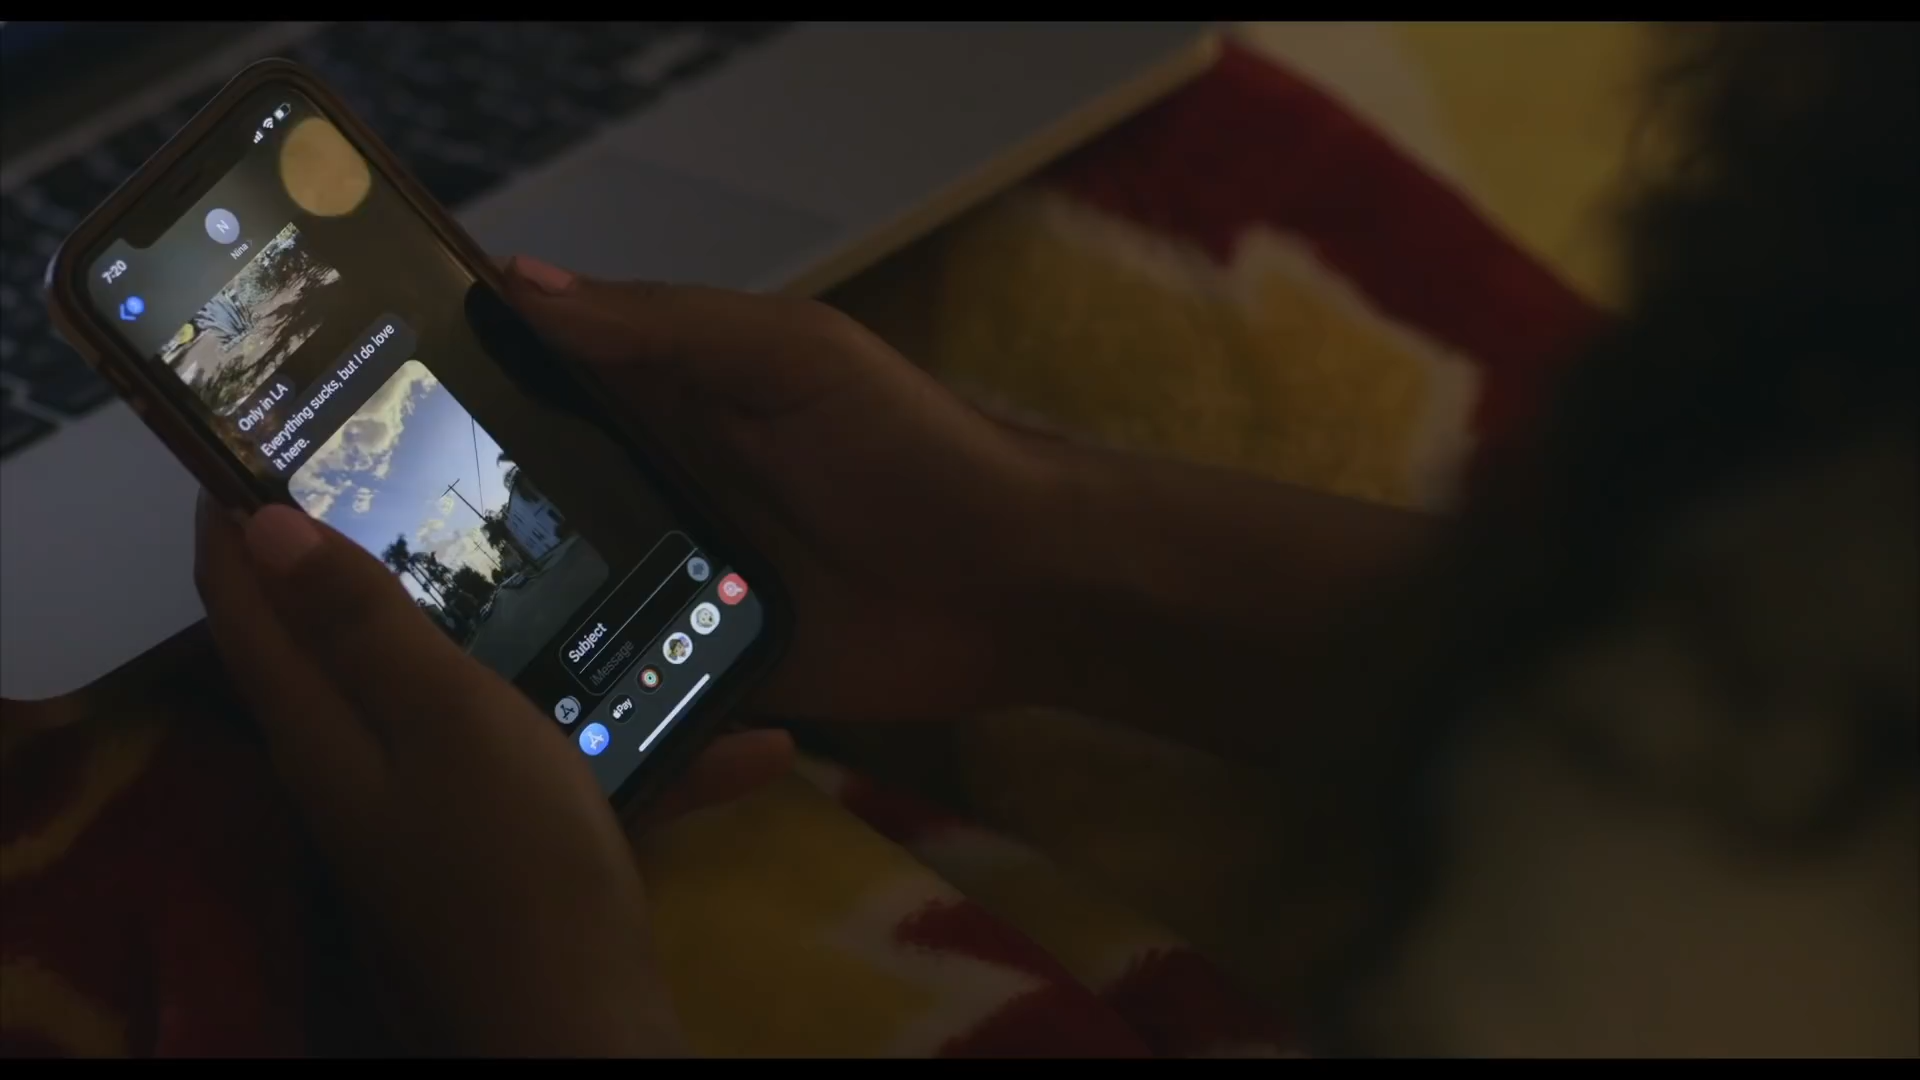 7:20
N
Nina
Only in LA
Everything sucks, but I do love
it here.
Subject
iMessage
Pay